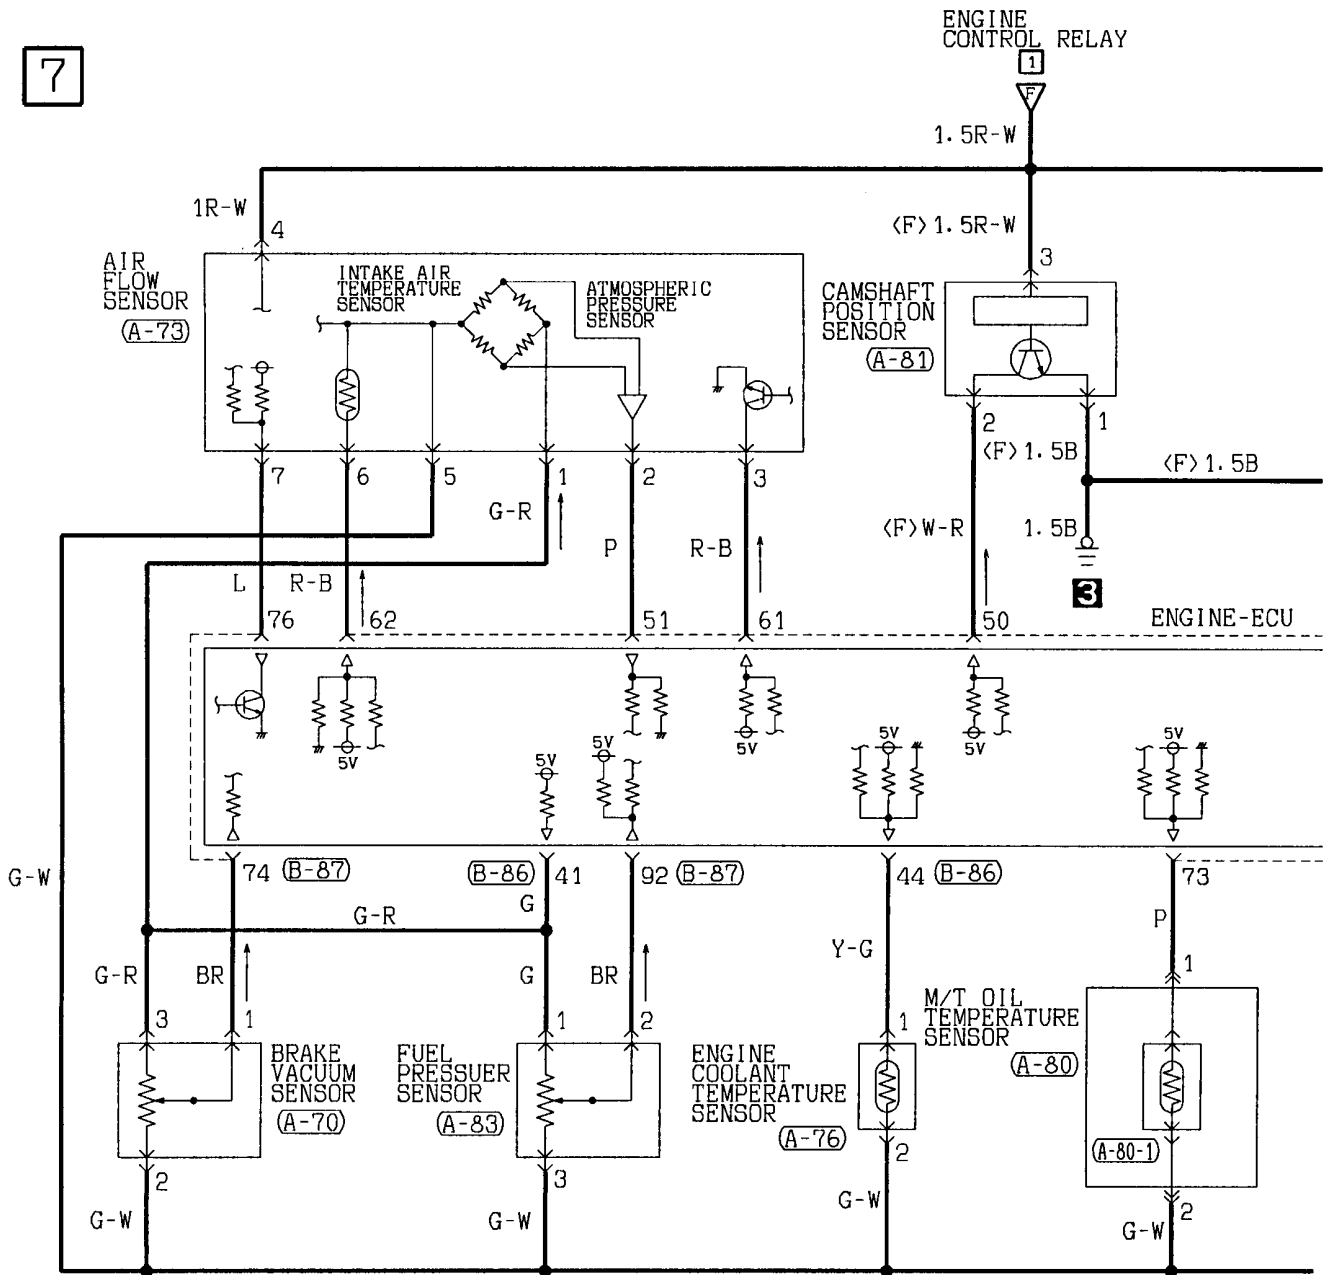 7
ENGINE
CONTROL RELAY
1
F
1.5R-W
1R-W
4
<F>1.5R-W
3
AIR
FLOW
SENSOR
(A-73)
INTAKE AIR
TEMPERATURE
SENSOR
ATMOSPHERIC
PRESSURE
SENSOR
CAMSHAFT
POSITION
SENSOR
(A-81)
7
6
5
1
2
3
2
1
<F>1.5B
<F>1.5B
G-R
L
R-B
P
R-B
<F>W-R
1.5B
3
76
62
51
61
50
ENGINE-ECU
5V
5V
5V
5V
5V
5V
5V
74
(B-87)
(B-86)
41
92
(B-87)
44
(B-86)
73
G-W
G
G-R
P
G-R
BR
G
BR
Y-G
3
1
1
2
1
1
BRAKE
VACUUM
SENSOR
(A-70)
FUEL
PRESSUER
SENSOR
(A-83)
ENGINE
COOLANT
TEMPERATURE
SENSOR
(A-76)
M/T OIL
TEMPERATURE
SENSOR
(A-80)
(A-80-1)
2
3
2
2
G-W
G-W
G-W
G-W